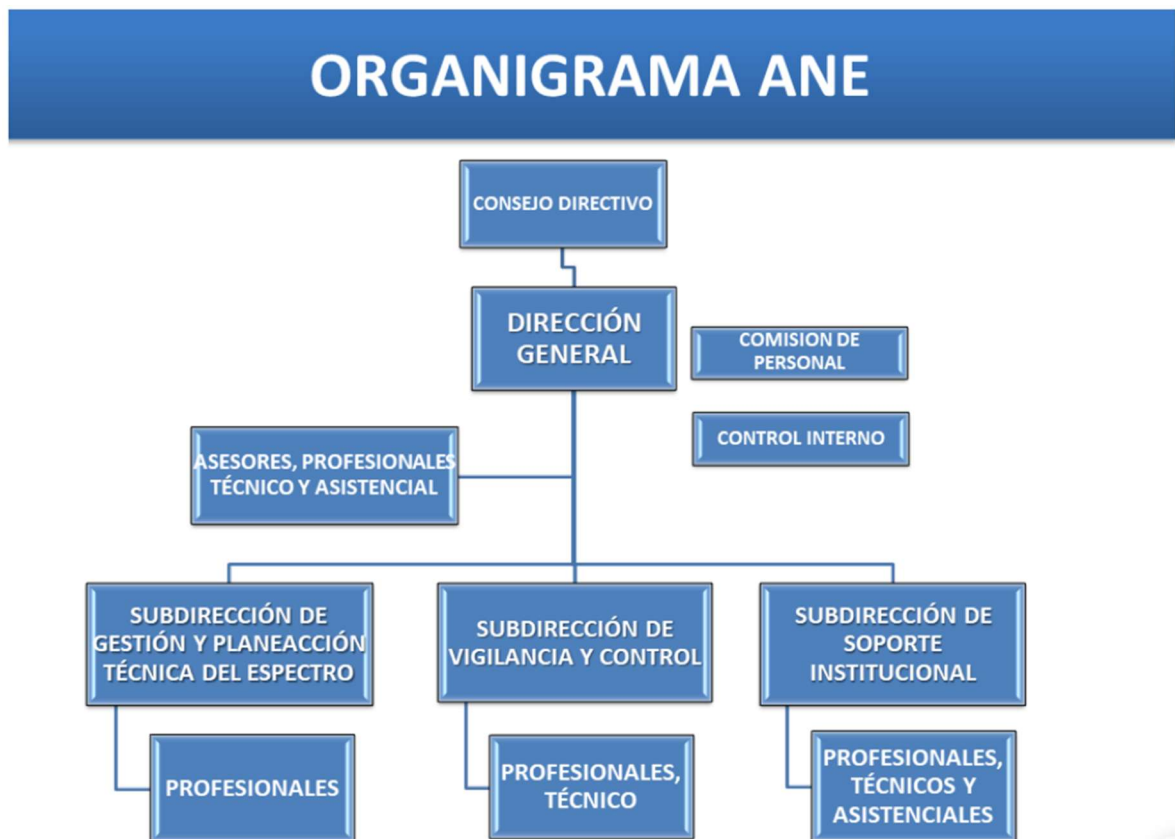 ORGANIGRAMA ANE
CONSEJO DIRECTIVO
DIRECCIÓN
GENERAL
COMISION DE
PERSONAL
CONTROL INTERNO
ASESORES, PROFESIONALES
TÉCNICO Y ASISTENCIAL
SUBDIRECCIÓN DE
GESTIÓN Y PLANEACCIÓN
TÉCNICA DEL ESPECTRO
SUBDIRECCIÓN DE
VIGILANCIA Y CONTROL
SUBDIRECCIÓN DE
SOPORTE
INSTITUCIONAL
PROFESIONALES
PROFESIONALES,
TÉCNICO
PROFESIONALES,
TÉCNICOS Y
ASISTENCIALES